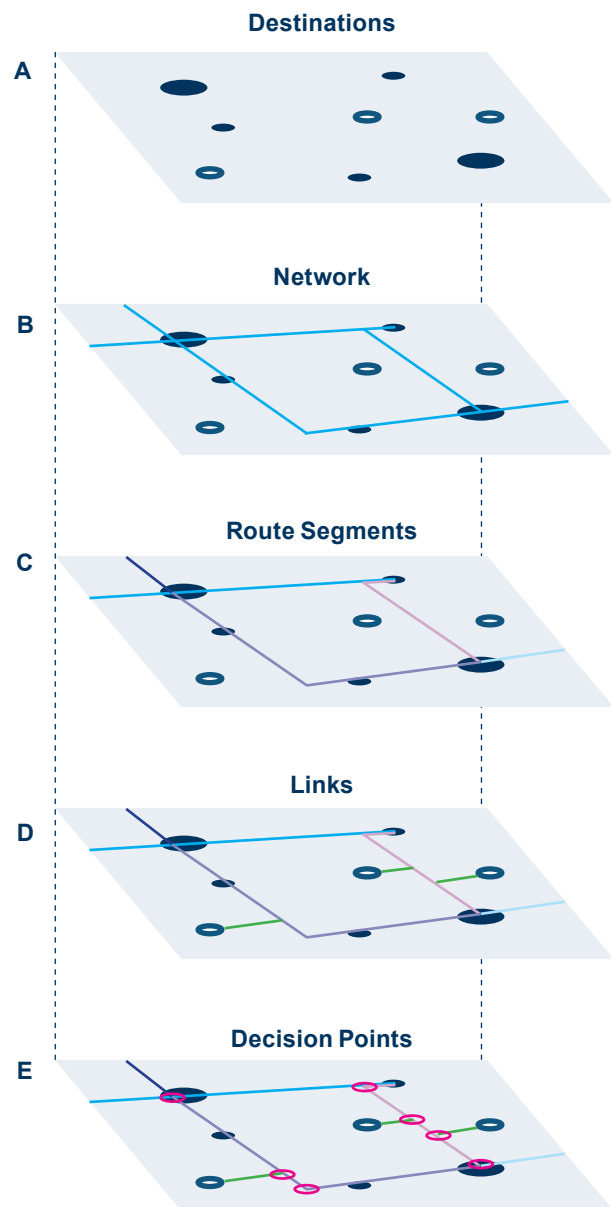 Destinations
A
Network
B
Route Segments
C
Links
D
Decision Points
E